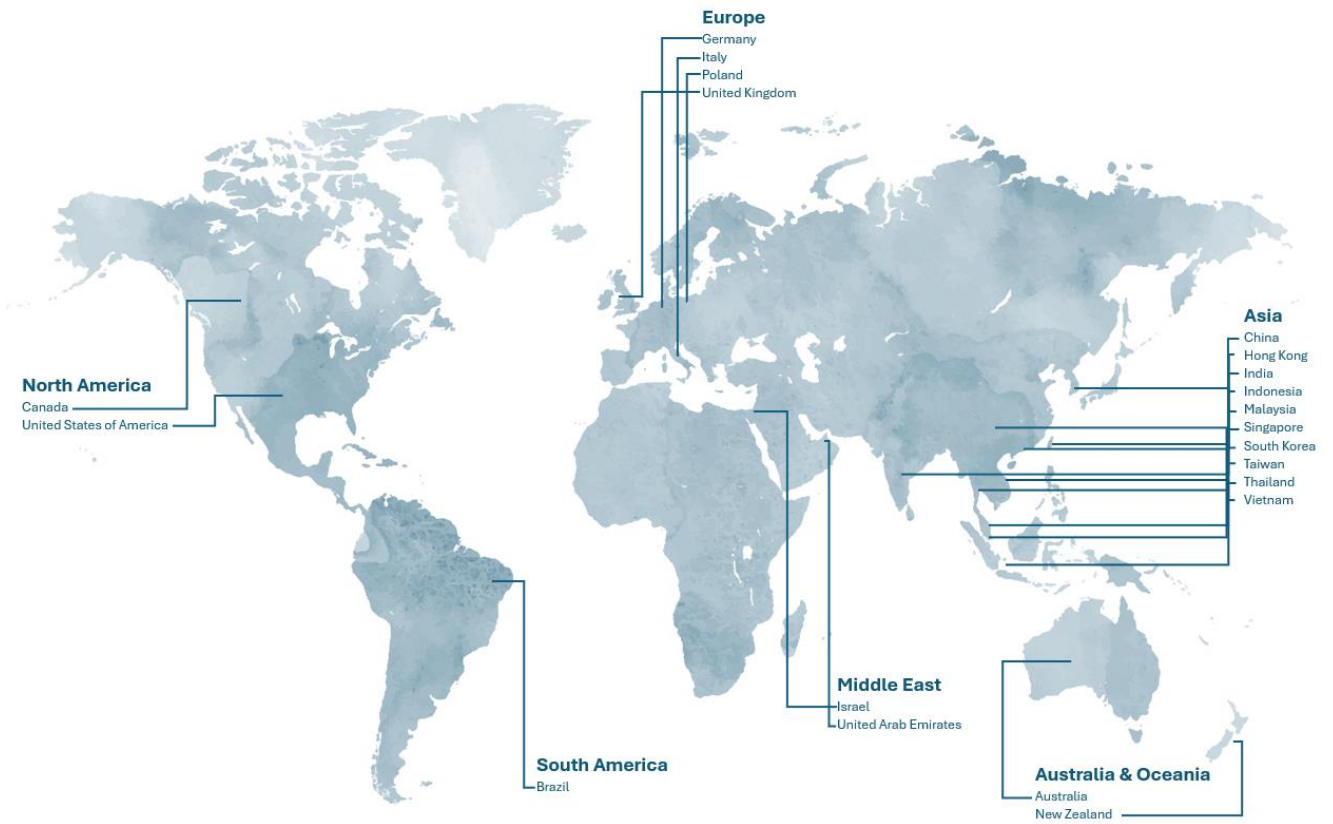 Europe
Germany
Italy
Poland
United Kingdom
North America
Canada
United States of America
Asia
China
Hong Kong
India
Indonesia
Malaysia
Singapore
South Korea
Taiwan
Thailand
Vietnam
Middle East
Israel
United Arab Emirates
South America
Brazil
Australia & Oceania
Australia
New Zealand